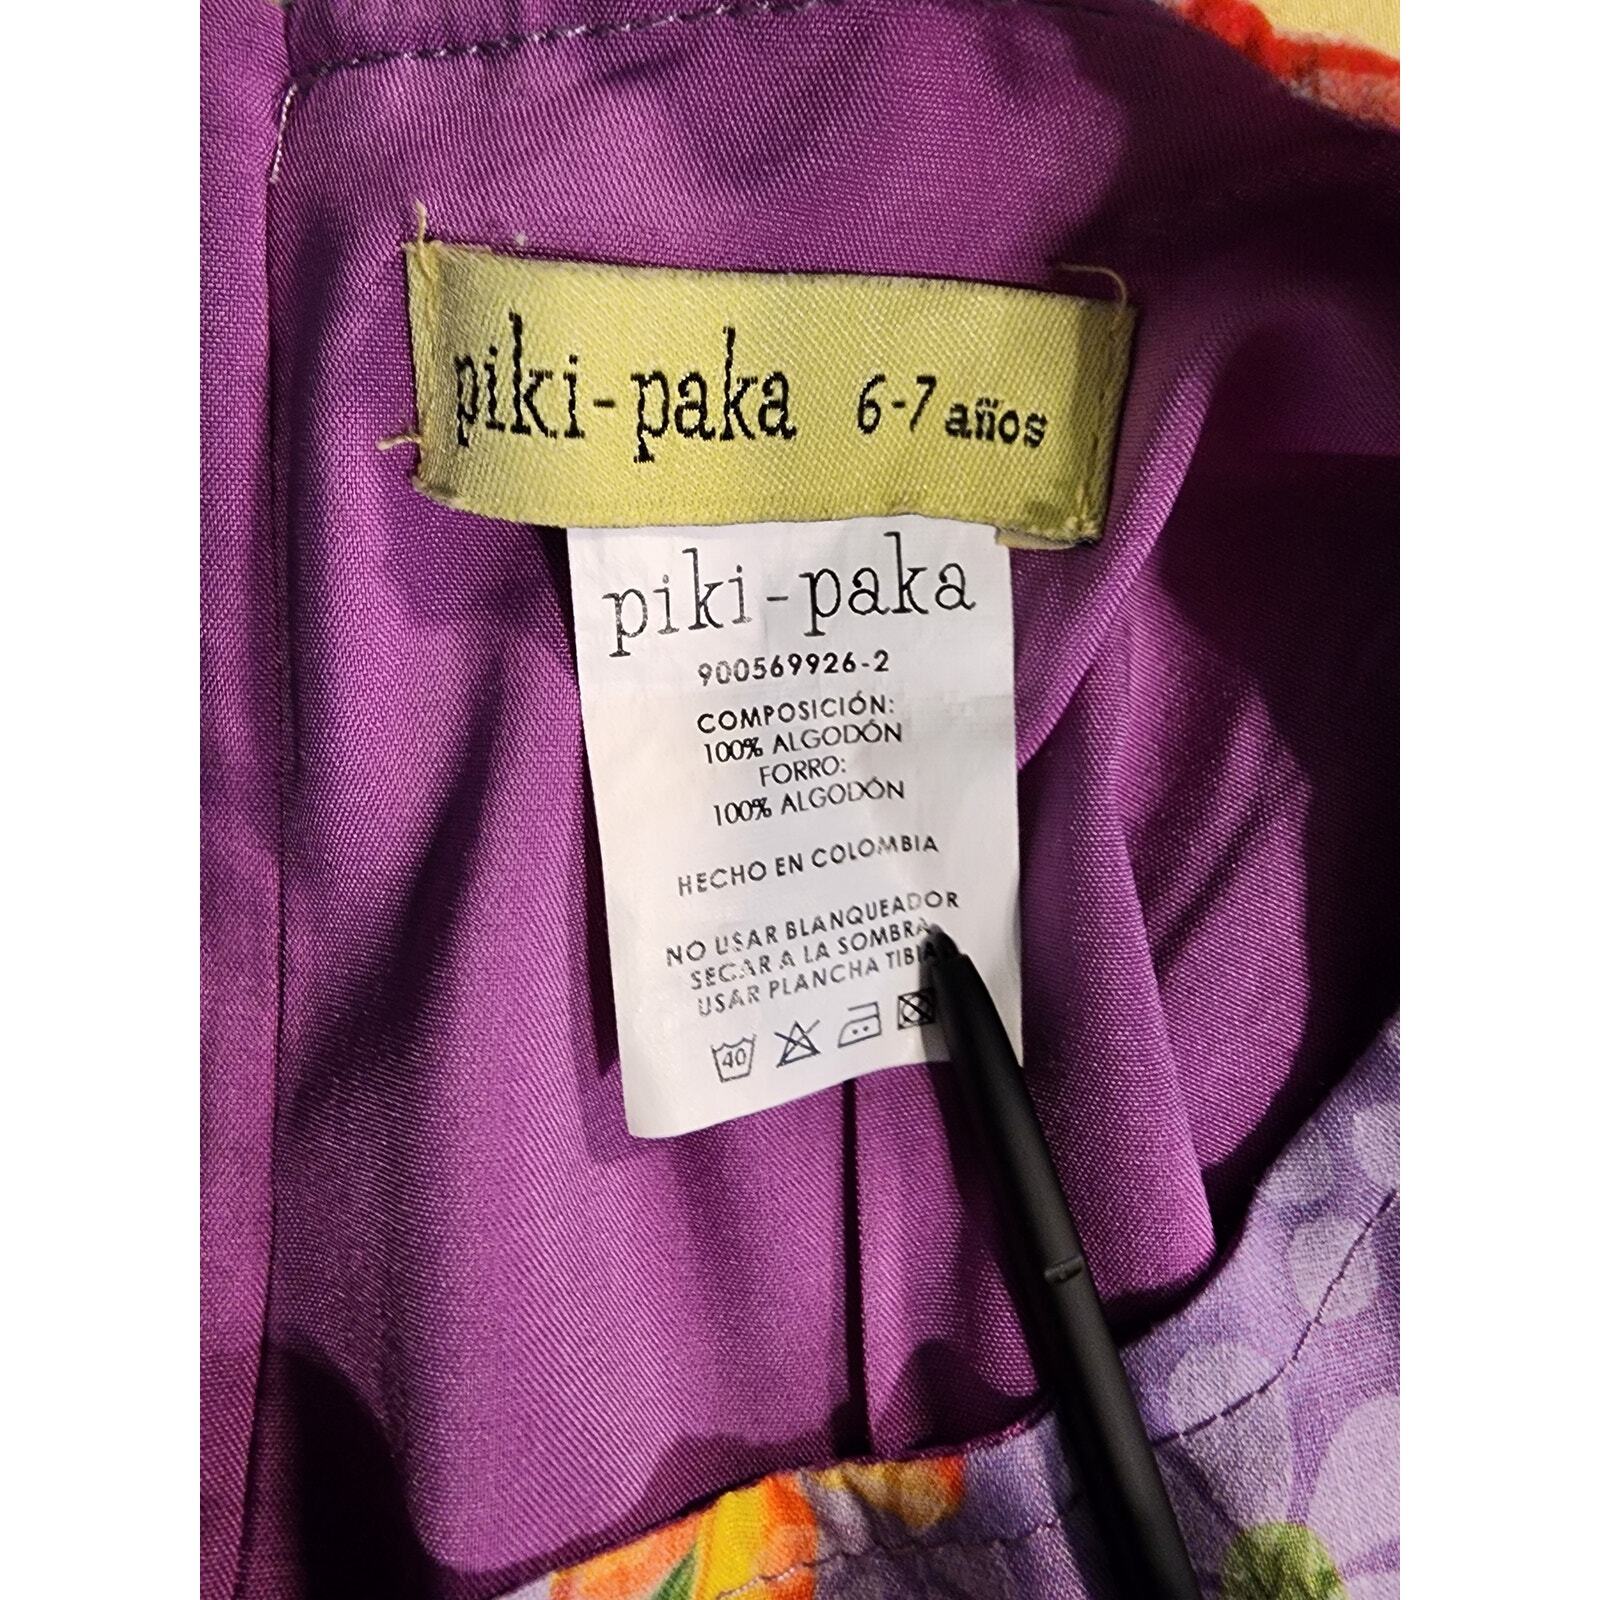 piki-paka 6-7 años
piki-paka
900569926-2
COMPOSICIÓN:
100% ALGODÓN
FORRO:
100% ALGODÓN
HECHO EN COLOMBIA
NO USAR BLANQUEADOR
SECAR A LA SOMBRA
USAR PLANCHA TIBIA
40